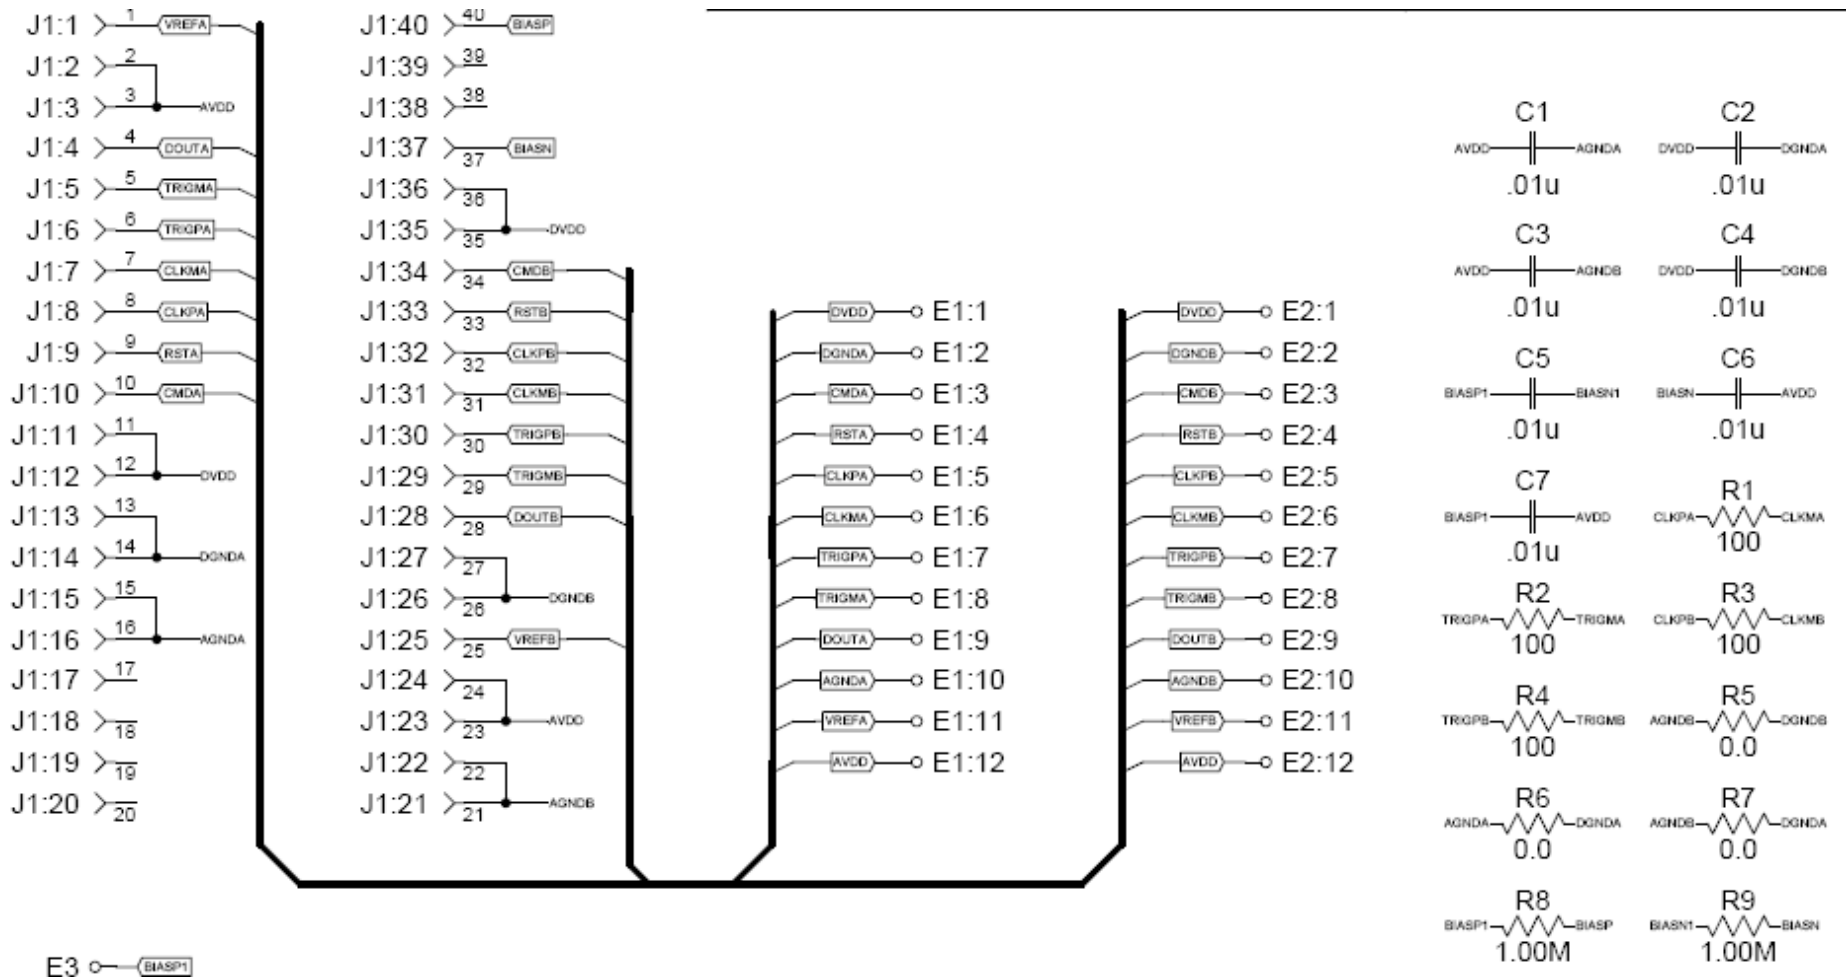 J1:1 1 VREFA
J1:2 2
J1:3 3 AVDD
J1:4 4 DOUTA
J1:5 5 TRIGMA
J1:6 6 TRIGPA
J1:7 7 CLKMA
J1:8 8 CLKPA
J1:9 9 RSTA
J1:10 10 CMDA
J1:11 11
J1:12 12 DVDD
J1:13 13
J1:14 14 DGNDA
J1:15 15
J1:16 16 AGNDA
J1:17 17
J1:18 18
J1:19 19
J1:20 20
J1:40 40 BIASP
J1:39 39
J1:38 38
J1:37 37 BIASN
J1:36 36
J1:35 35 DVDD
J1:34 34 CMDB
J1:33 33 RSTB
J1:32 32 CLKPB
J1:31 31 CLKMB
J1:30 30 TRIGPB
J1:29 29 TRIGMB
J1:28 28 DOUTB
J1:27 27
J1:26 26 DGNDB
J1:25 25 VREFB
J1:24 24
J1:23 23 AVDD
J1:22 22
J1:21 21 AGNDB
DVDD E1:1
DGNDA E1:2
CMDA E1:3
RSTA E1:4
CLKPA E1:5
CLKMA E1:6
TRIGPA E1:7
TRIGMA E1:8
DOUTA E1:9
AGNDA E1:10
VREFA E1:11
AVDD E1:12
DVDD E2:1
DGNDB E2:2
CMDB E2:3
RSTB E2:4
CLKPB E2:5
CLKMB E2:6
TRIGPB E2:7
TRIGMB E2:8
DOUTB E2:9
AGNDB E2:10
VREFB E2:11
AVDD E2:12
C1
AVDD AGNDA
.01u
C2
DVDD DGNDA
.01u
C3
AVDD AGNDB
.01u
C4
DVDD DGNDB
.01u
C5
BIASP1 BIASN1
.01u
C6
BIASN AVDD
.01u
C7
BIASP1 AVDD
.01u
R1
CLKPA CLKMA
100
R2
TRIGPA TRIGMA
100
R3
CLKPB CLKMB
100
R4
TRIGPB TRIGMB
100
R5
AGNDB DGNDB
0.0
R6
AGNDA DGNDA
0.0
R7
AGNDB DGNDA
0.0
R8
BIASP1 BIASP
1.00M
R9
BIASN1 BIASN
1.00M
E3 BIASP1